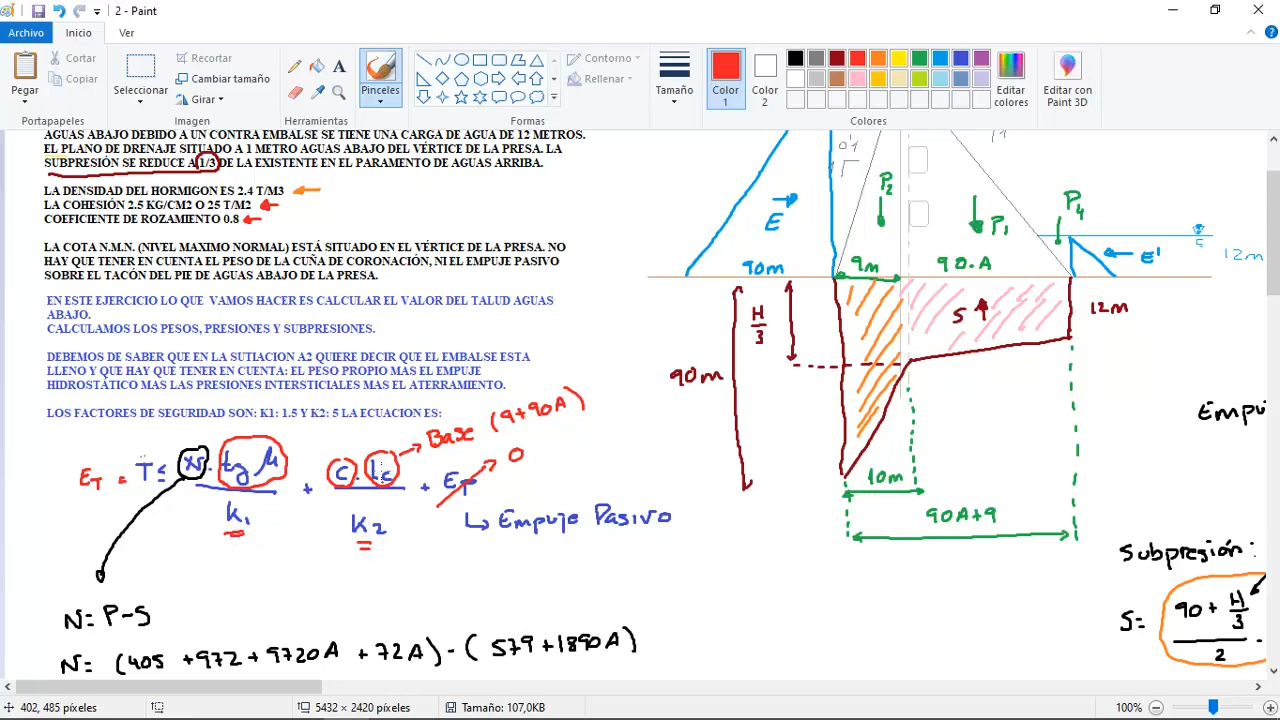 2 - Paint
Archivo Inicio Ver
Pegar
Cortar
Copiar
Portapapeles
Seleccionar
Recortar
Cambiar tamaño
Girar
Imagen
A
Herramientas
Pinceles
Contorno
Rellenar
Formas
Tamaño
Color 1
Color 2
Editar colores
Editar con Paint 3D
Colores
AGUAS ABAJO DEBIDO A UN CONTRA EMBALSE SE TIENE UNA CARGA DE AGUA DE 12 METROS.
EL PLANO DE DRENAJE SITUADO A 1 METRO AGUAS ABAJO DEL VÉRTICE DE LA PRESA. LA
SUBPRESIÓN SE REDUCE A 1/3 DE LA EXISTENTE EN EL PARAMENTO DE AGUAS ARRIBA.
LA DENSIDAD DEL HORMIGON ES 2.4 T/M3
LA COHESIÓN 2.5 KG/CM2 O 25 T/M2
COEFICIENTE DE ROZAMIENTO 0.8
LA COTA N.M.N. (NIVEL MAXIMO NORMAL) ESTÁ SITUADO EN EL VÉRTICE DE LA PRESA. NO
HAY QUE TENER EN CUENTA EL PESO DE LA CUÑA DE CORONACIÓN, NI EL EMPUJE PASIVO
SOBRE EL TACÓN DEL PIE DE AGUAS ABAJO DE LA PRESA.
EN ESTE EJERCICIO LO QUE VAMOS HACER ES CALCULAR EL VALOR DEL TALUD AGUAS
ABAJO.
CALCULAMOS LOS PESOS, PRESIONES Y SUBPRESIONES.
DEBEMOS DE SABER QUE EN LA SUTIACION A2 QUIERE DECIR QUE EL EMBALSE ESTA
LLENO Y QUE HAY QUE TENER EN CUENTA: EL PESO PROPIO MAS EL EMPUJE
HIDROSTÁTICO MAS LAS PRESIONES INTERSTICIALES MAS EL ATERRAMIENTO.
LOS FACTORES DE SEGURIDAD SON: K1: 1.5 Y K2: 5 LA ECUACION ES:
Base (9+90A)
0
ET = T ≤ N. tg μ / K1 + C. Lc / K2 + EP
Empuje Pasivo
N= P-S
N= (405 +972 +9720A +72A) - (579+1890A)
E
P2
P1
P4
E'
12m
90m
9m
90.A
H/3
S
12m
90m
10m
90A+9
Empu
Subpresión:
S= 90 + H/3 / 2 -
402, 485 píxeles
5432 × 2420 píxeles
Tamaño: 107,0KB
100%